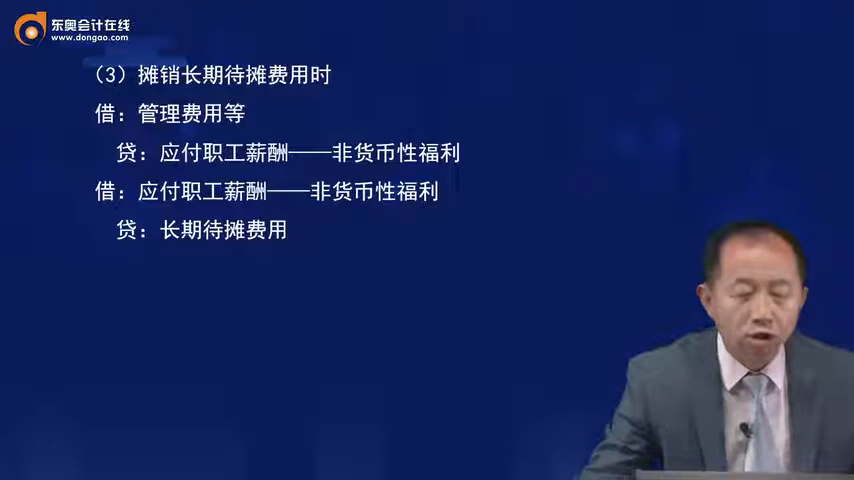 东奥会计在线
www.dongao.com
（3）摊销长期待摊费用时
借：管理费用等
贷：应付职工薪酬——非货币性福利
借：应付职工薪酬——非货币性福利
贷：长期待摊费用